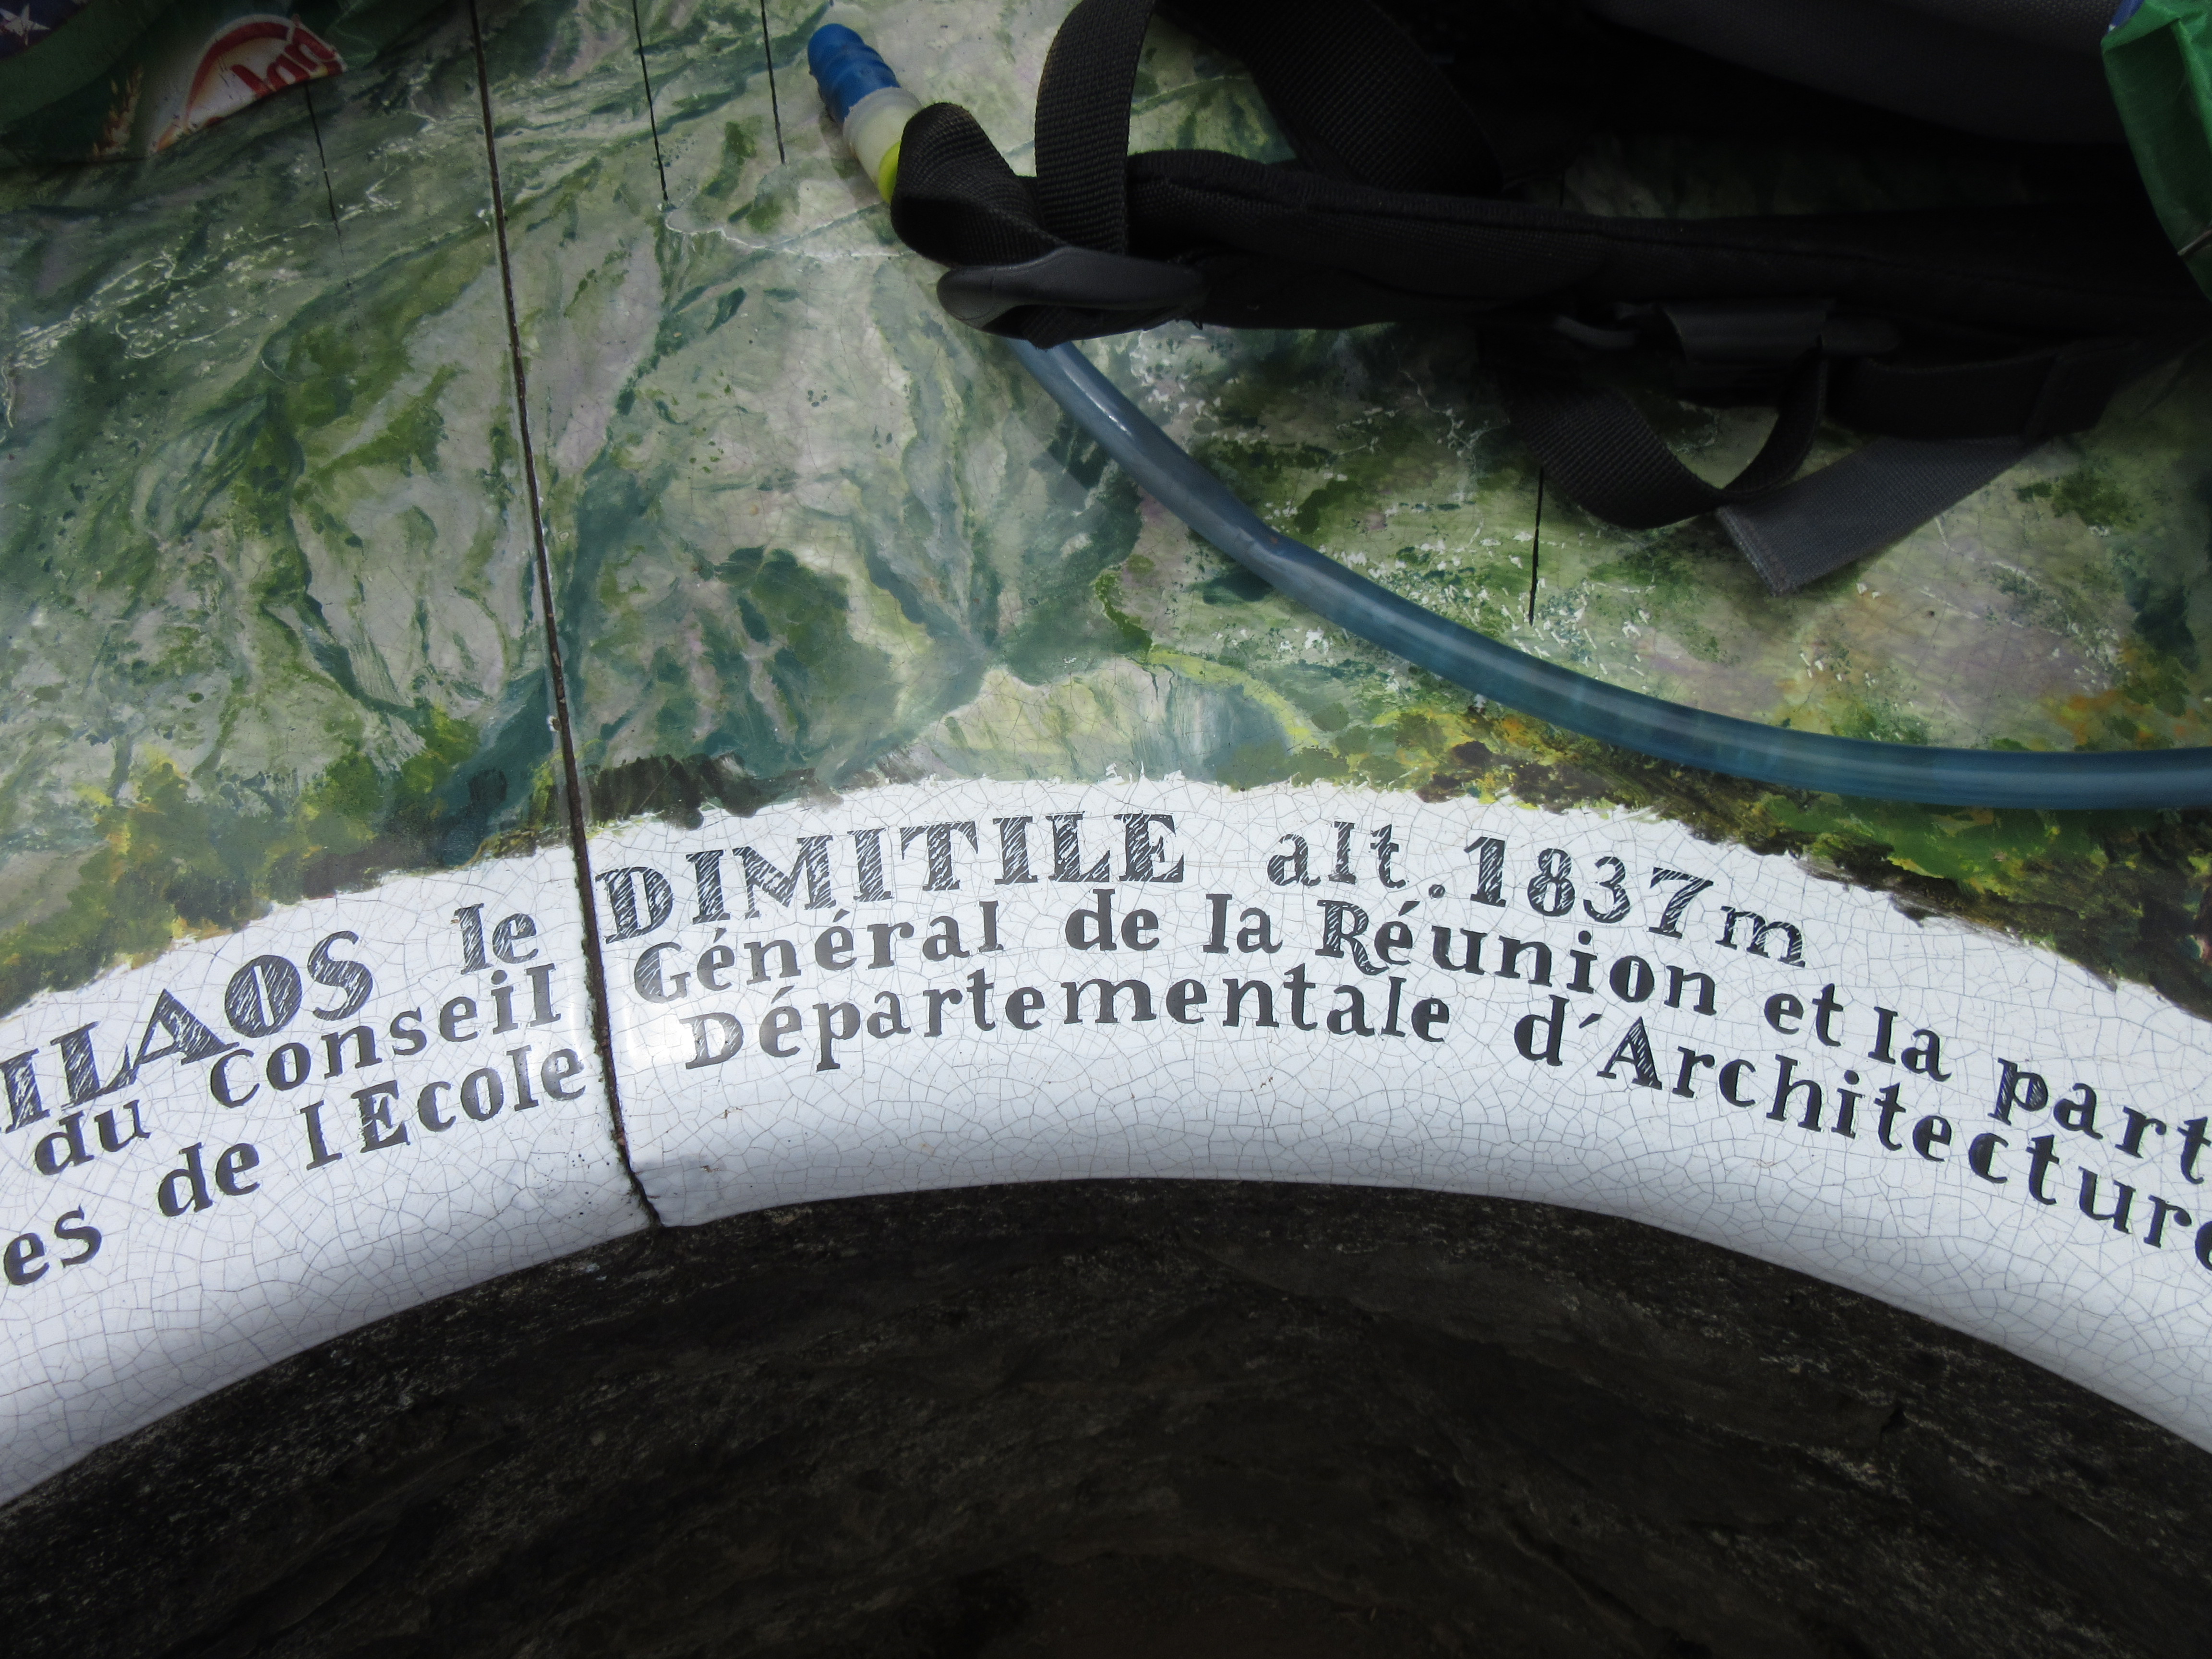 ILAOS le DIMITILE alt.1837m
du Conseil Général de la Réunion et la part
es de l Ecole Départementale d'Architecture